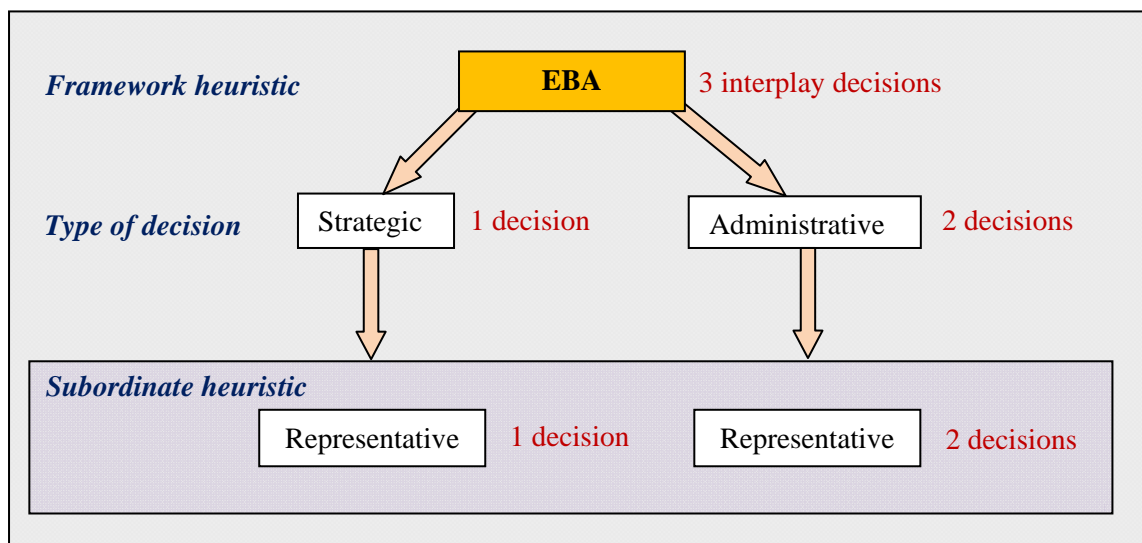 Framework heuristic
EBA
3 interplay decisions
Type of decision
Strategic
1 decision
Administrative
2 decisions
Subordinate heuristic
Representative
1 decision
Representative
2 decisions